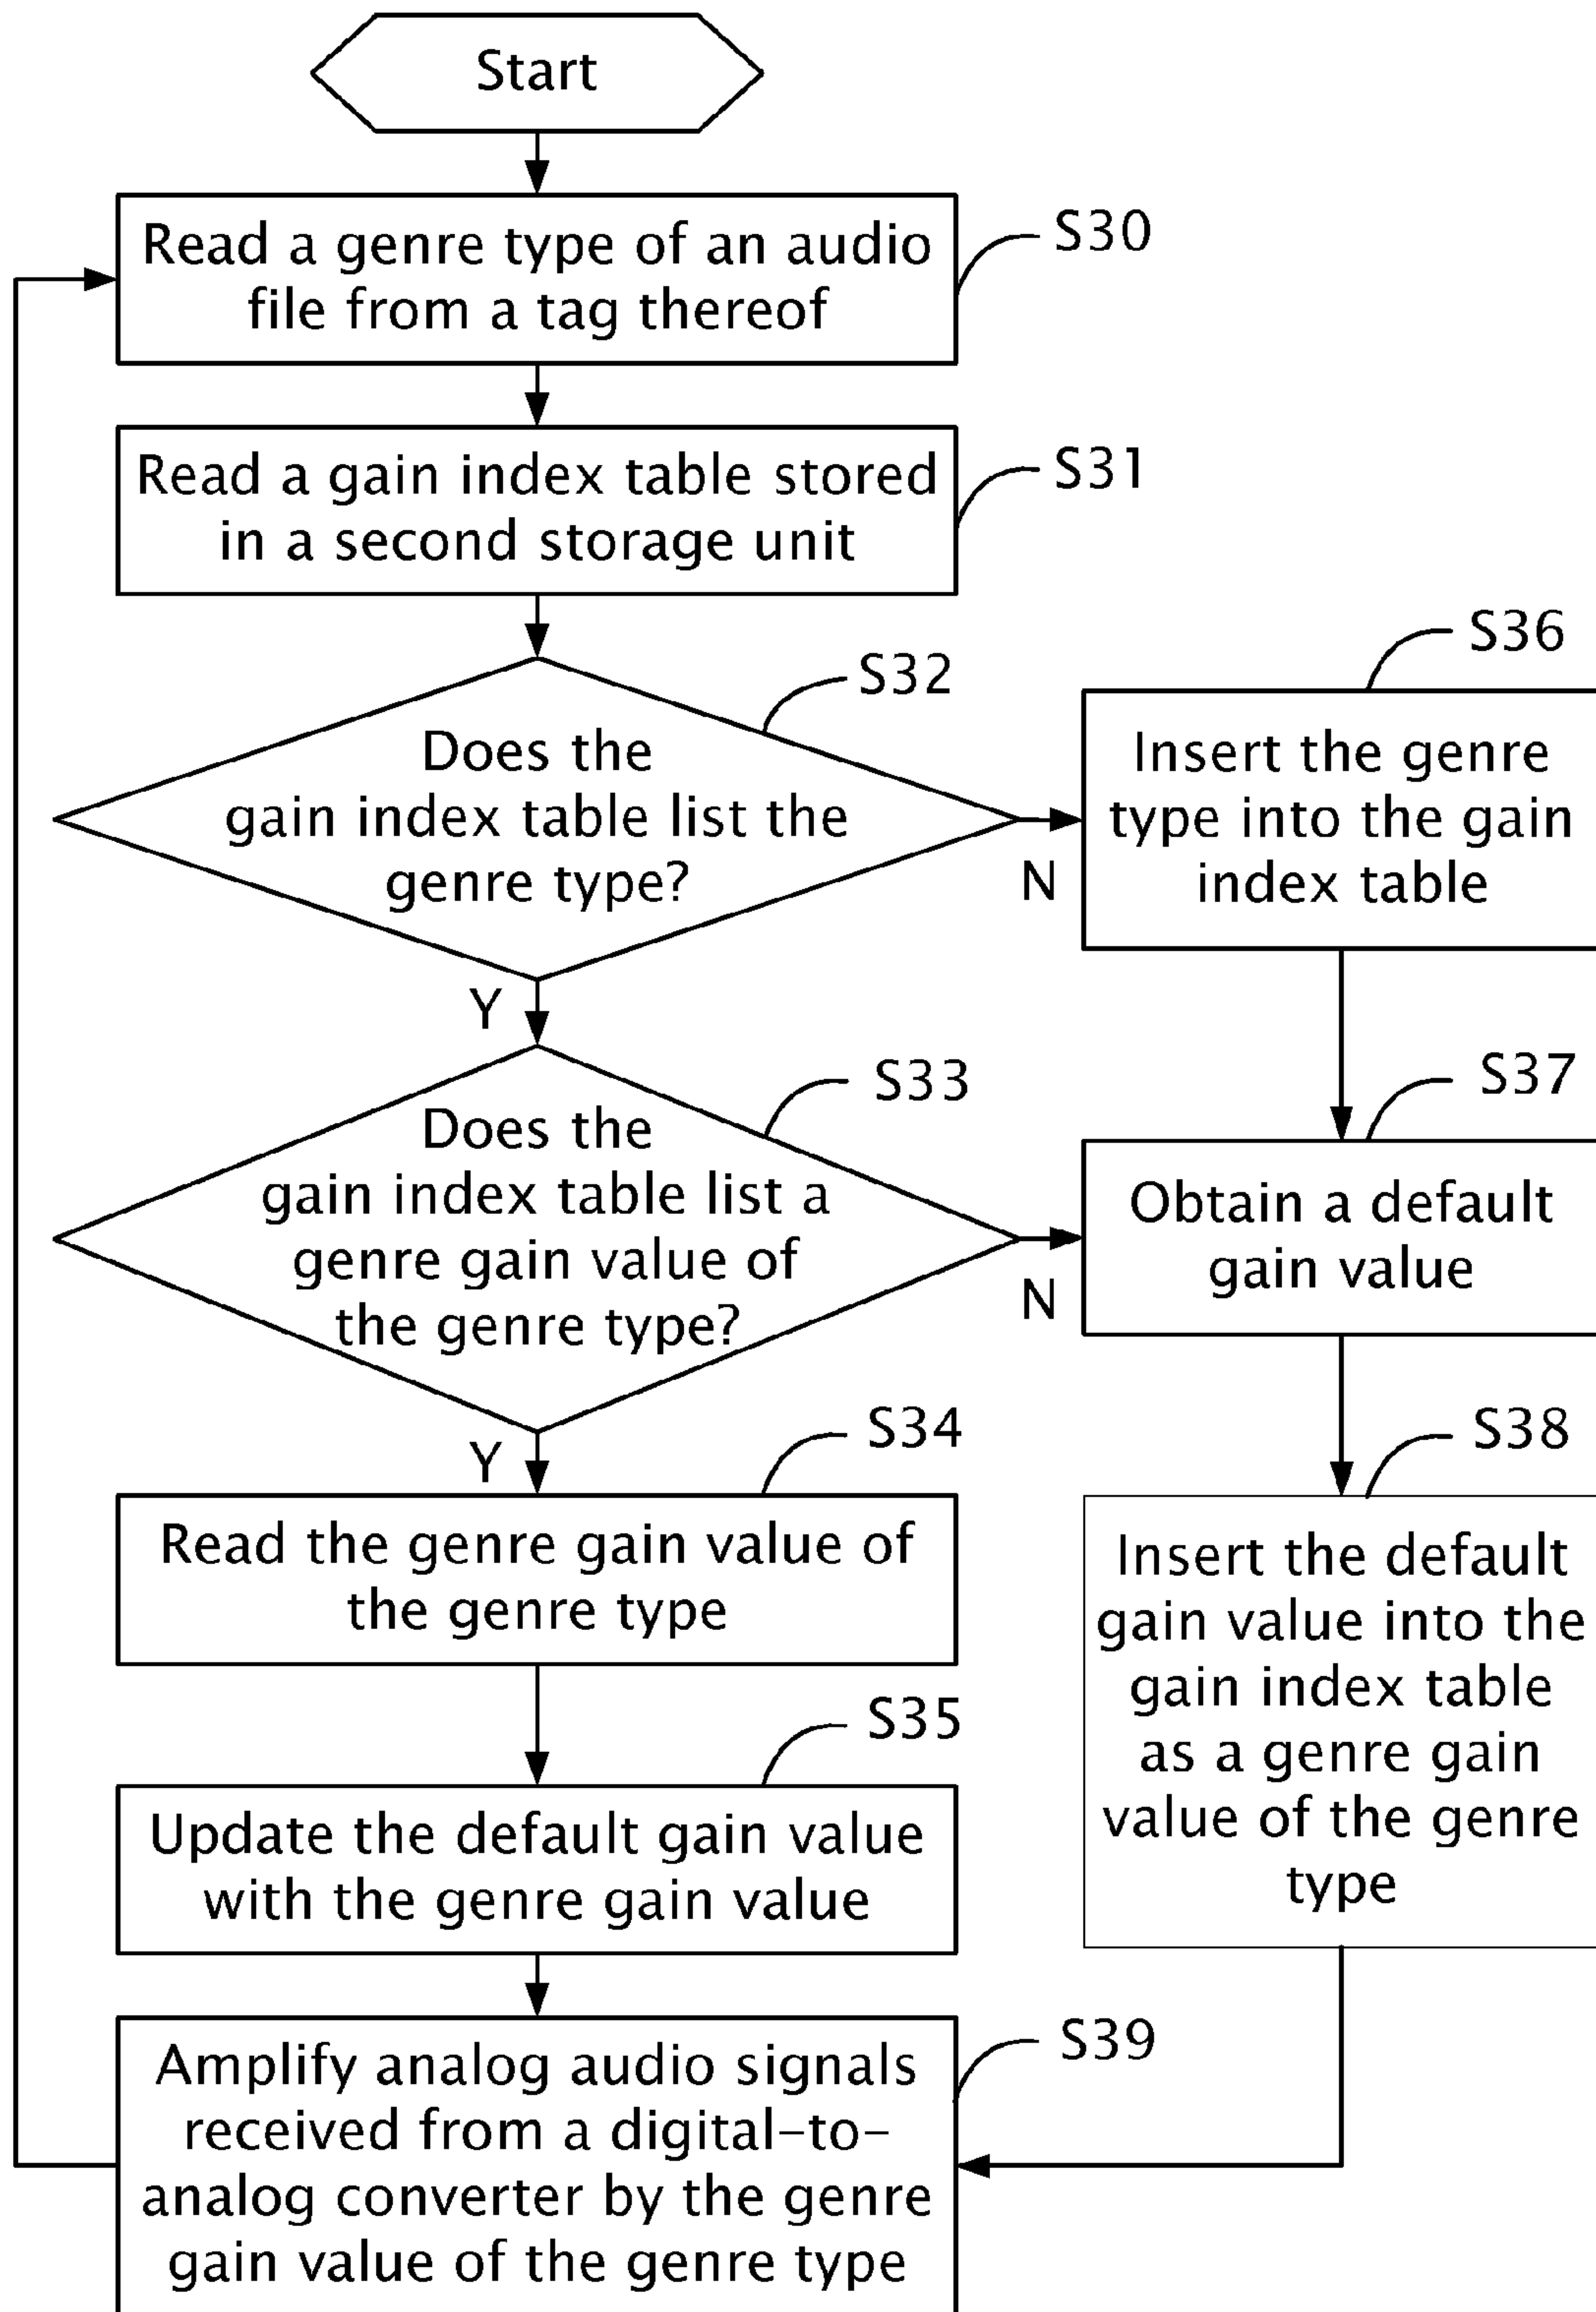 Start
Read a genre type of an audio
file from a tag thereof
S30
Read a gain index table stored
in a second storage unit
S31
Does the
gain index table list the
genre type?
S32
N
Y
Insert the genre
type into the gain
index table
S36
Does the
gain index table list a
genre gain value of
the genre type?
S33
N
Y
Obtain a default
gain value
S37
Read the genre gain value of
the genre type
S34
Insert the default
gain value into the
gain index table
as a genre gain
value of the genre
type
S38
Update the default gain value
with the genre gain value
S35
Amplify analog audio signals
received from a digital-to-
analog converter by the genre
gain value of the genre type
S39